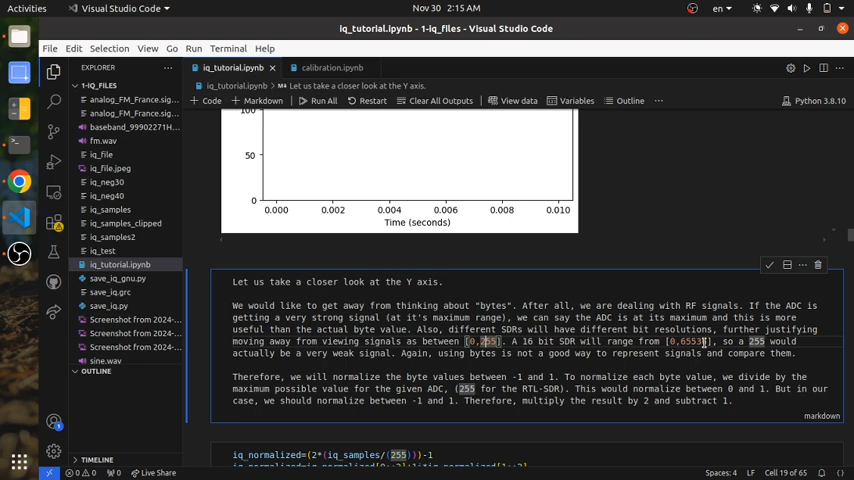 Activities
Visual Studio Code
Nov 30 2:15 AM
en
iq_tutorial.ipynb - 1-iq_files - Visual Studio Code
File Edit Selection View Go Run Terminal Help
EXPLORER
iq_tutorial.ipynb
calibration.ipynb
1-IQ_FILES
iq_tutorial.ipynb > M↓ Let us take a closer look at the Y axis.
+ Code + Markdown Run All Restart Clear All Outputs View data Variables Outline ... Python 3.8.10
analog_FM_France.sig...
analog_FM_France.sig...
baseband_99902271H...
fm.wav
iq_file
iq_file.jpeg
iq_neg30
iq_neg40
iq_samples
iq_samples_clipped
iq_samples2
iq_test
iq_tutorial.ipynb
save_iq_gnu.py
save_iq.grc
save_iq.py
Screenshot from 2024-...
Screenshot from 2024-...
Screenshot from 2024-...
sine.wav
OUTLINE
TIMELINE
100
50
0
0.000 0.002 0.004 0.006 0.008 0.010
Time (seconds)
Let us take a closer look at the Y axis.
We would like to get away from thinking about "bytes". After all, we are dealing with RF signals. If the ADC is
getting a very strong signal (at it's maximum range), we can say the ADC is at its maximum and this is more
useful than the actual byte value. Also, different SDRs will have different bit resolutions, further justifying
moving away from viewing signals as between [0,255]. A 16 bit SDR will range from [0,6553], so a 255 would
actually be a very weak signal. Again, using bytes is not a good way to represent signals and compare them.
Therefore, we will normalize the byte values between -1 and 1. To normalize each byte value, we divide by the
maximum possible value for the given ADC, (255 for the RTL-SDR). This would normalize between 0 and 1. But in our
case, we should normalize between -1 and 1. Therefore, multiply the result by 2 and subtract 1.
markdown
iq_normalized=(2*(iq_samples/(255)))-1
0 0 0 Live Share
Spaces: 4 LF Cell 19 of 65